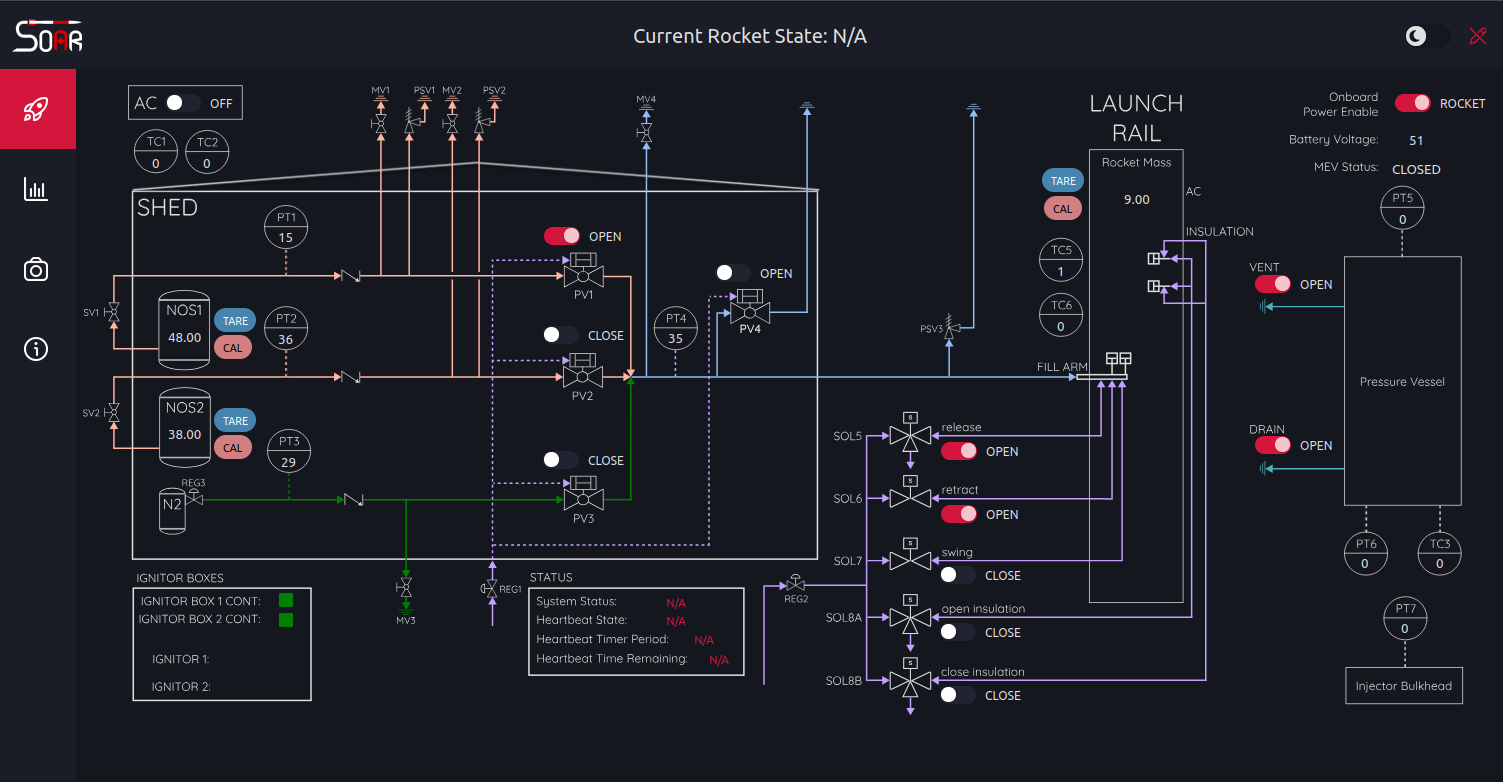 SOAR
Current Rocket State: N/A
AC OFF
TC1
0
TC2
0
MV1
PSV1
MV2
PSV2
MV4
LAUNCH
RAIL
Onboard
Power Enable
ROCKET
Battery Voltage: 51
MEV Status: CLOSED
SHED
PT1
15
OPEN
PV1
OPEN
PV4
TARE
CAL
Rocket Mass
9.00
AC
INSULATION
TC5
1
TC6
0
PT5
0
VENT
OPEN
SV1
NOS1
48.00
TARE
CAL
PT2
36
CLOSE
PV2
PT4
35
PSV3
FILL ARM
Pressure Vessel
SV2
NOS2
38.00
TARE
CAL
PT3
29
CLOSE
PV3
REG3
N2
DRAIN
OPEN
SOL5
S
release
OPEN
SOL6
S
retract
OPEN
SOL7
S
swing
CLOSE
SOL8A
S
open insulation
CLOSE
SOL8B
S
close insulation
CLOSE
PT6
0
TC3
0
IGNITOR BOXES
IGNITOR BOX 1 CONT:
IGNITOR BOX 2 CONT:
IGNITOR 1:
IGNITOR 2:
MV3
REG1
STATUS
System Status: N/A
Heartbeat State: N/A
Heartbeat Timer Period: N/A
Heartbeat Time Remaining: N/A
REG2
PT7
0
Injector Bulkhead